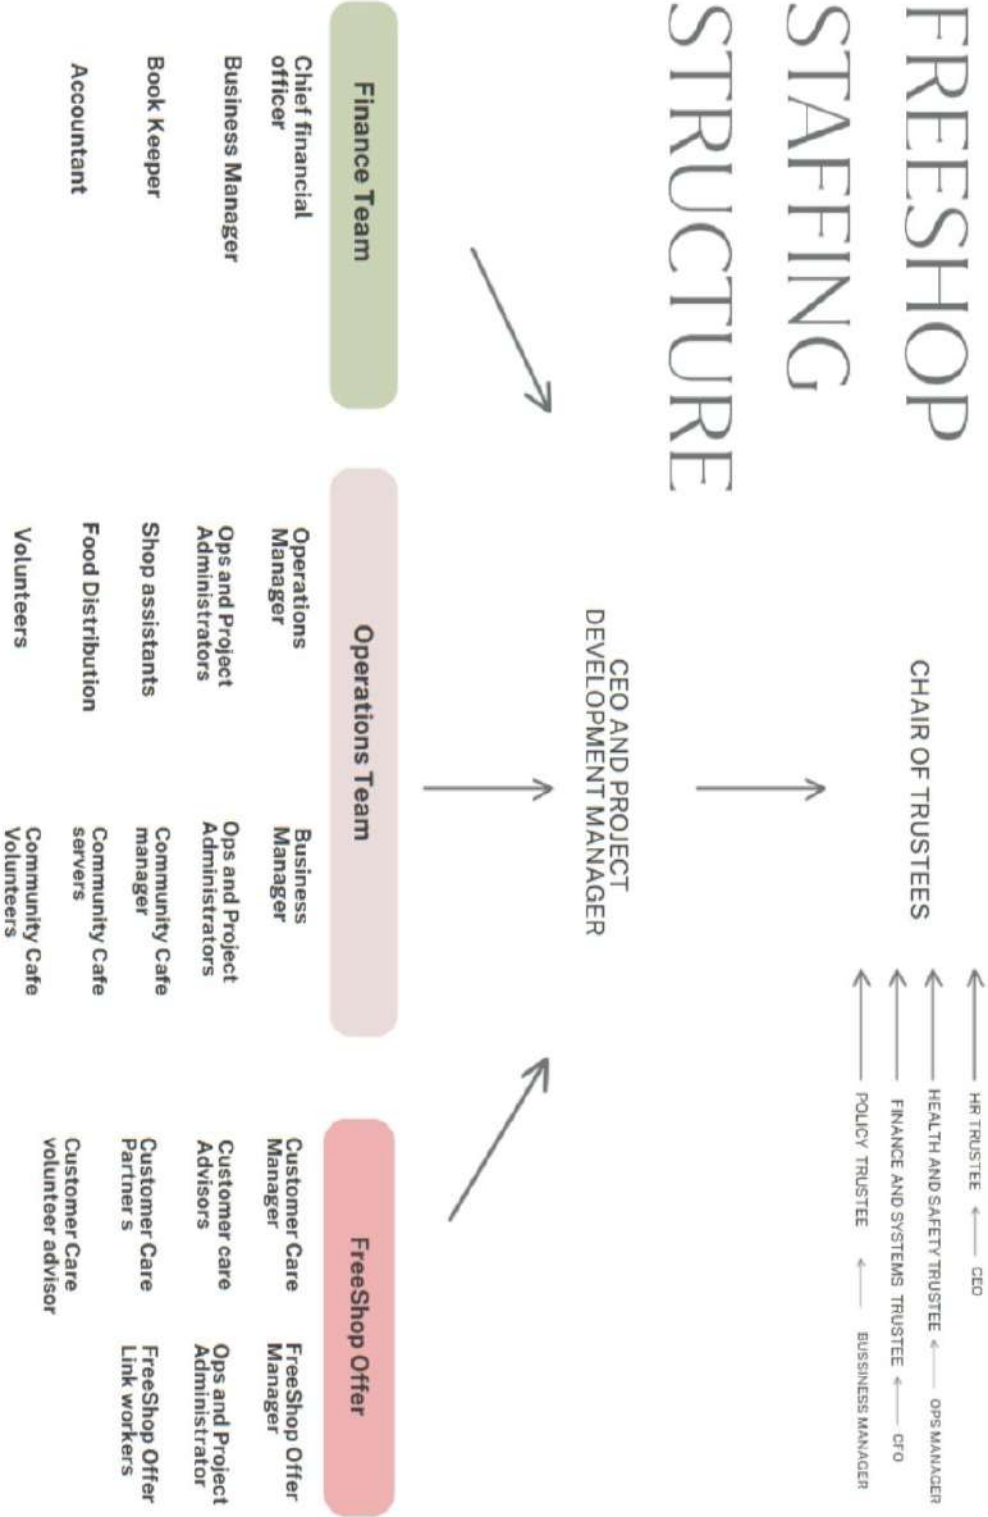 FREESHOP
STAFFING
STRUCTURE
CHAIR OF TRUSTEES
HR TRUSTEE
CEO
HEALTH AND SAFETY TRUSTEE
OPS MANAGER
FINANCE AND SYSTEMS TRUSTEE
CFO
POLICY TRUSTEE
BUSSINESS MANAGER
CEO AND PROJECT
DEVELOPMENT MANAGER
Finance Team
Chief financial
officer
Business Manager
Book Keeper
Accountant
Operations Team
Operations
Manager
Ops and Project
Administrators
Shop assistants
Food Distribution
Volunteers
Business
Manager
Ops and Project
Administrators
Community Cafe
manager
Community Cafe
servers
Community Cafe
Volunteers
FreeShop Offer
Customer Care
Manager
Customer care
Advisors
Customer Care
Partner s
Customer Care
volunteer advisor
FreeShop Offer
Manager
Ops and Project
Administrator
FreeShop Offer
Link workers